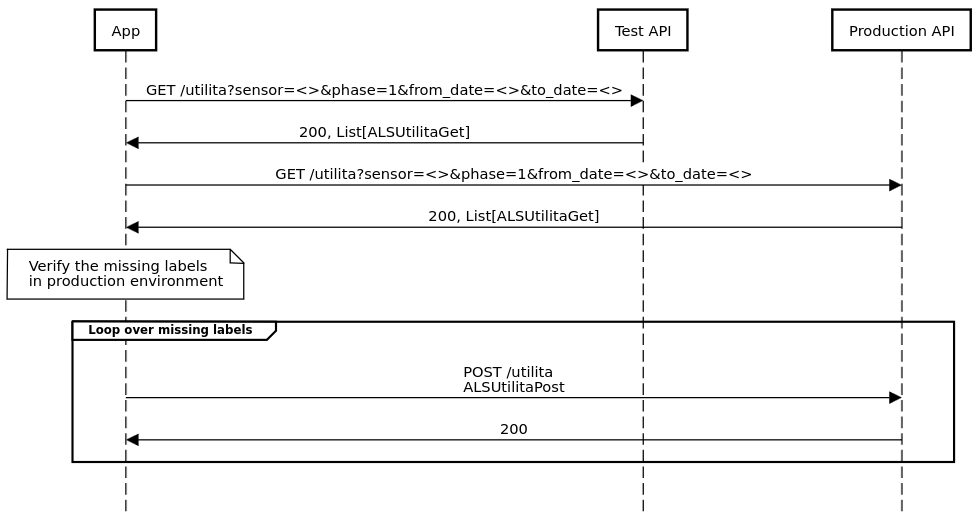 App
Test API
Production API
GET /utilita?sensor=<>&phase=1&from_date=<>&to_date=<>
200, List[ALSUtilitaGet]
GET /utilita?sensor=<>&phase=1&from_date=<>&to_date=<>
200, List[ALSUtilitaGet]
Verify the missing labels
in production environment
Loop over missing labels
POST /utilita
ALSUtilitaPost
200